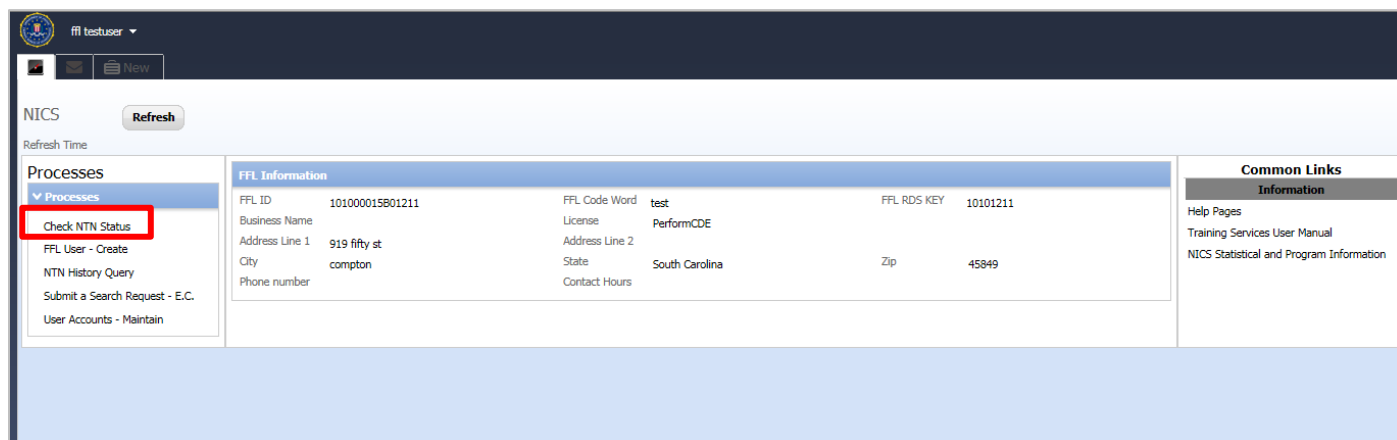 ffl testuser
New
NICS Refresh
Refresh Time
Processes
Processes
Check NTN Status
FFL User - Create
NTN History Query
Submit a Search Request - E.C.
User Accounts - Maintain
FFL Information
FFL ID 101000015B01211 FFL Code Word test FFL RDS KEY 10101211
Business Name License PerformCDE
Address Line 1 919 fifty st Address Line 2
City compton State South Carolina Zip 45849
Phone number Contact Hours
Common Links
Information
Help Pages
Training Services User Manual
NICS Statistical and Program Information